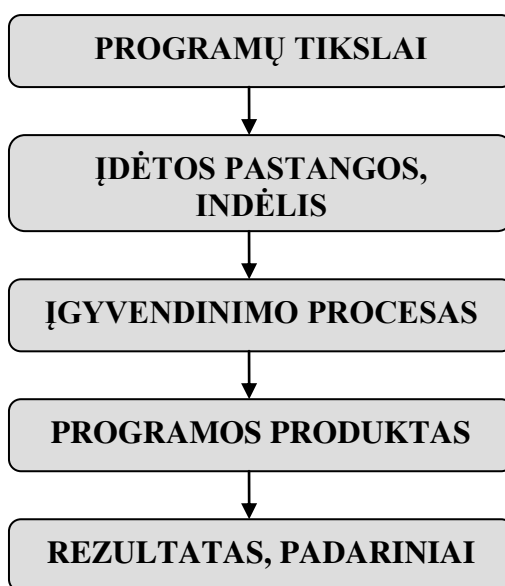 PROGRAMŲ TIKSLAI
ĮDĖTOS PASTANGOS,
INDĖLIS
ĮGYVENDINIMO PROCESAS
PROGRAMOS PRODUKTAS
REZULTATAS, PADARINIAI